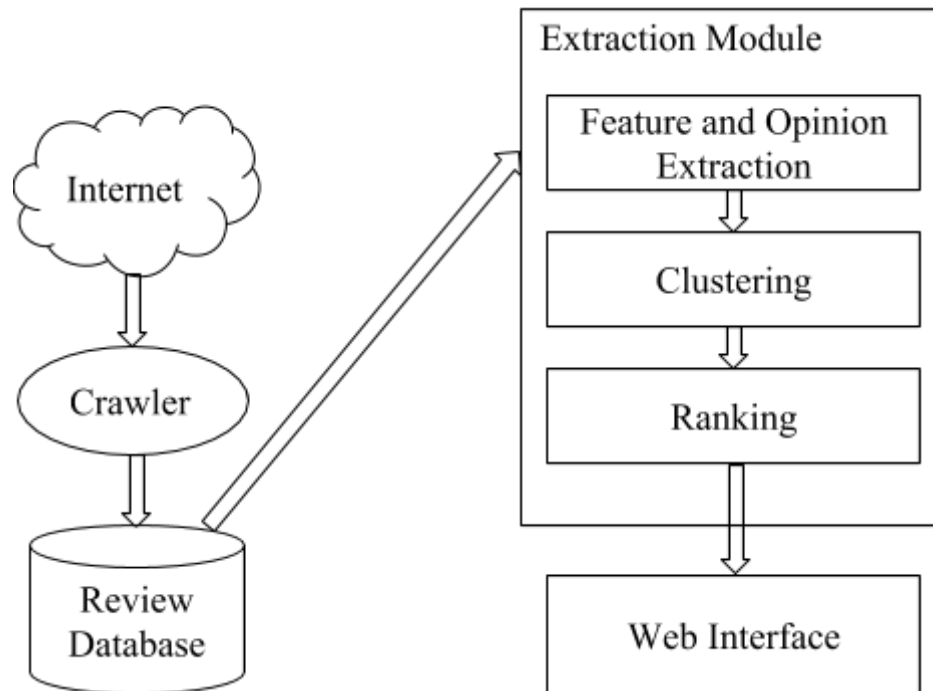 Internet
Crawler
Review
Database
Extraction Module
Feature and Opinion
Extraction
Clustering
Ranking
Web Interface